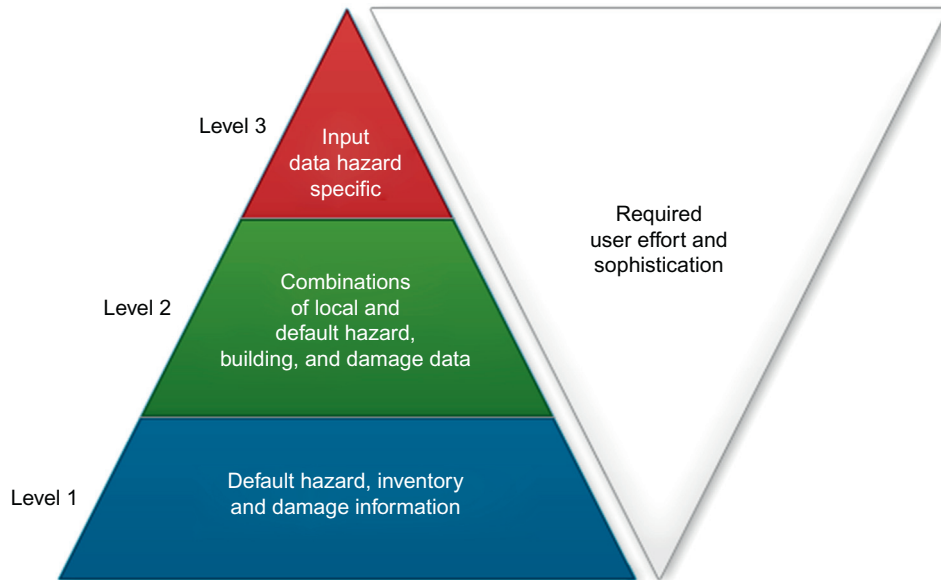 Level 3
Input
data hazard
specific
Required
user effort and
sophistication
Level 2
Combinations
of local and
default hazard,
building, and damage data
Level 1
Default hazard, inventory
and damage information